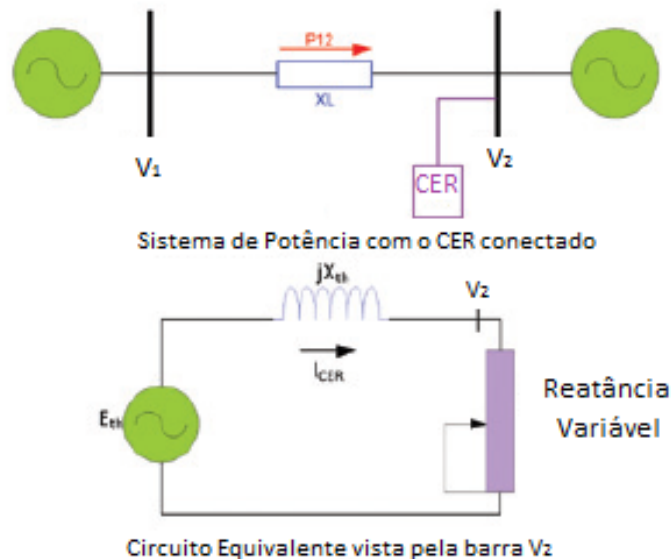 P12
XL
V₁
V₂
CER
Sistema de Potência com o CER conectado
jXth
V₂
ICER
Eth
Reatância
Variável
Circuito Equivalente vista pela barra V₂